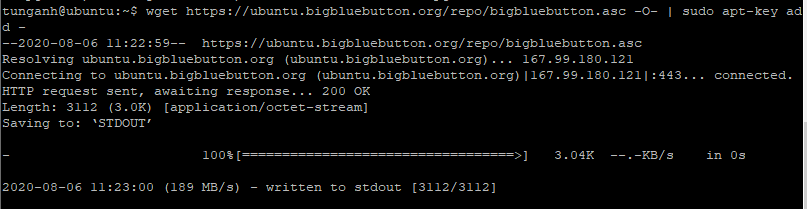 tunganh@ubuntu:~$ wget https://ubuntu.bigbluebutton.org/repo/bigbluebutton.asc -O- | sudo apt-key ad
d -
--2020-08-06 11:22:59--  https://ubuntu.bigbluebutton.org/repo/bigbluebutton.asc
Resolving ubuntu.bigbluebutton.org (ubuntu.bigbluebutton.org)... 167.99.180.121
Connecting to ubuntu.bigbluebutton.org (ubuntu.bigbluebutton.org)|167.99.180.121|:443... connected.
HTTP request sent, awaiting response... 200 OK
Length: 3112 (3.0K) [application/octet-stream]
Saving to: ‘STDOUT’
-                         100%[==================================>]   3.04K  --.-KB/s    in 0s
2020-08-06 11:23:00 (189 MB/s) - written to stdout [3112/3112]